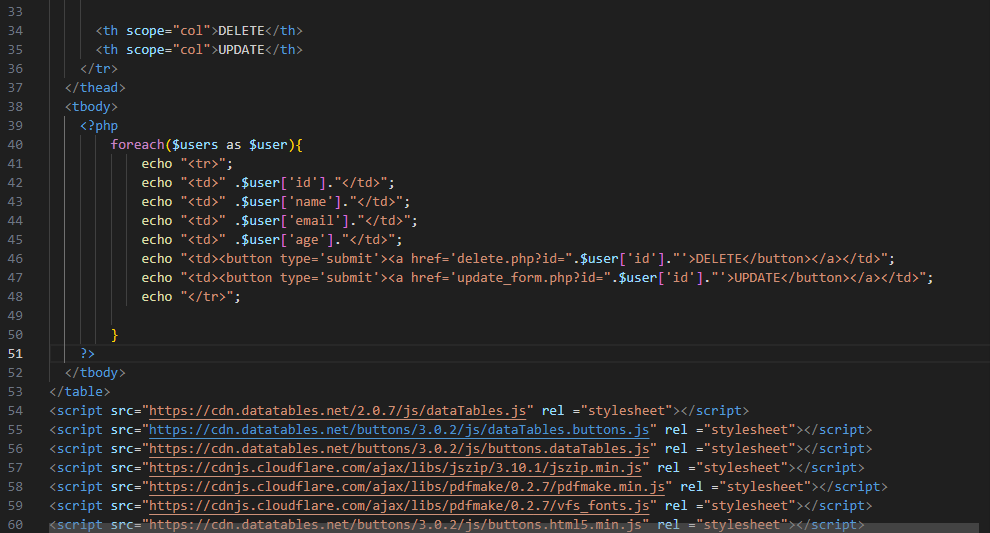 33
34 <th scope="col">DELETE</th>
35 <th scope="col">UPDATE</th>
36 </tr>
37 </thead>
38 <tbody>
39 <?php
40 foreach($users as $user){
41 echo "<tr>";
42 echo "<td>" .$user['id']."</td>";
43 echo "<td>" .$user['name']."</td>";
44 echo "<td>" .$user['email']."</td>";
45 echo "<td>" .$user['age']."</td>";
46 echo "<td><button type='submit'><a href='delete.php?id=".$user['id']."'>DELETE</button></a></td>";
47 echo "<td><button type='submit'><a href='update_form.php?id=".$user['id']."'>UPDATE</button></a></td>";
48 echo "</tr>";
49
50 }
51 ?>
52 </tbody>
53 </table>
54 <script src="https://cdn.datatables.net/2.0.7/js/dataTables.js" rel ="stylesheet"></script>
55 <script src="https://cdn.datatables.net/buttons/3.0.2/js/dataTables.buttons.js" rel ="stylesheet"></script>
56 <script src="https://cdn.datatables.net/buttons/3.0.2/js/buttons.dataTables.js" rel ="stylesheet"></script>
57 <script src="https://cdnjs.cloudflare.com/ajax/libs/jszip/3.10.1/jszip.min.js" rel ="stylesheet"></script>
58 <script src="https://cdnjs.cloudflare.com/ajax/libs/pdfmake/0.2.7/pdfmake.min.js" rel ="stylesheet"></script>
59 <script src="https://cdnjs.cloudflare.com/ajax/libs/pdfmake/0.2.7/vfs_fonts.js" rel ="stylesheet"></script>
60 <script src="https://cdn.datatables.net/buttons/3.0.2/js/buttons.html5.min.js" rel ="stylesheet"></script>